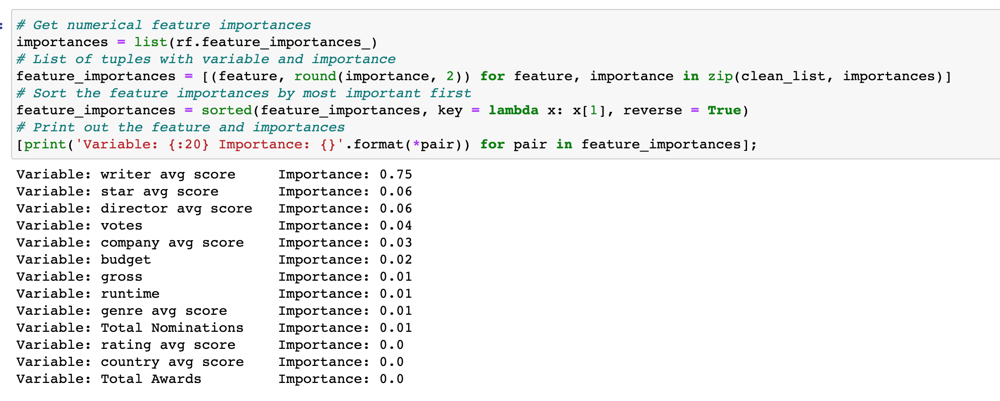 :
# Get numerical feature importances
importances = list(rf.feature_importances_)
# List of tuples with variable and importance
feature_importances = [(feature, round(importance, 2)) for feature, importance in zip(clean_list, importances)]
# Sort the feature importances by most important first
feature_importances = sorted(feature_importances, key = lambda x: x[1], reverse = True)
# Print out the feature and importances
[print('Variable: {:20} Importance: {}'.format(*pair)) for pair in feature_importances];
Variable: writer avg score     Importance: 0.75
Variable: star avg score       Importance: 0.06
Variable: director avg score   Importance: 0.06
Variable: votes                Importance: 0.04
Variable: company avg score    Importance: 0.03
Variable: budget               Importance: 0.02
Variable: gross                Importance: 0.01
Variable: runtime              Importance: 0.01
Variable: genre avg score      Importance: 0.01
Variable: Total Nominations    Importance: 0.01
Variable: rating avg score     Importance: 0.0
Variable: country avg score    Importance: 0.0
Variable: Total Awards         Importance: 0.0